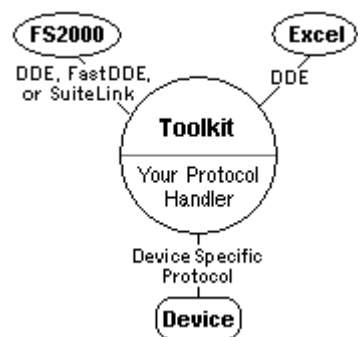 FS2000
Excel
DDE, FastDDE,
or SuiteLink
DDE
Toolkit
Your Protocol
Handler
Device Specific
Protocol
Device